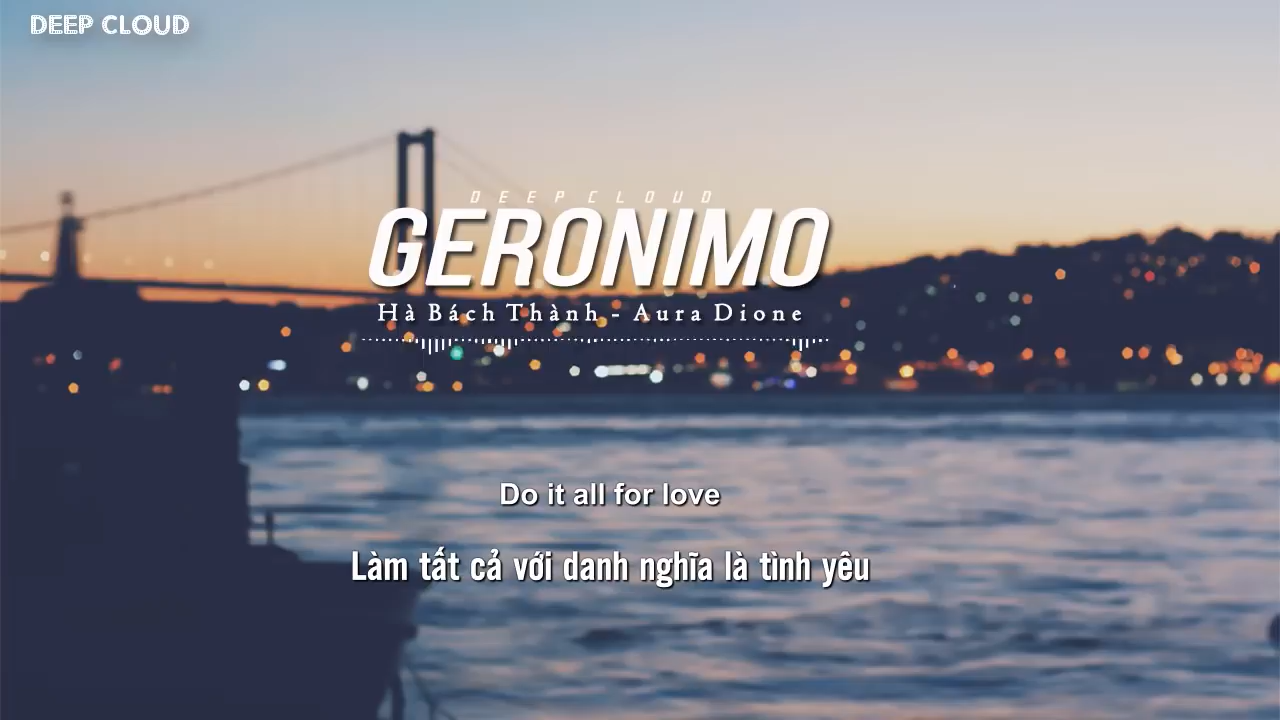 DEEP CLOUD
DEEP CLOUD
GERONIMO
Hà Bách Thành - Aura Dione
Do it all for love
Làm tất cả với danh nghĩa là tình yêu